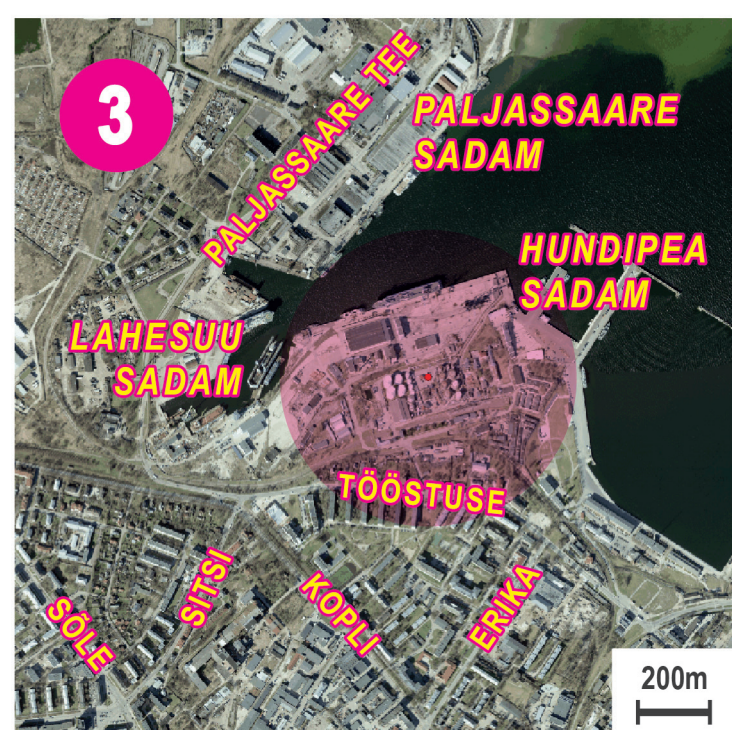 3
PALJASSAARE TEE
PALJASSAARE
SADAM
HUNDIPEA
SADAM
LAHESUU
SADAM
TÖÖSTUSE
SÕLE
SITSI
KOPLI
ERIKA
200m